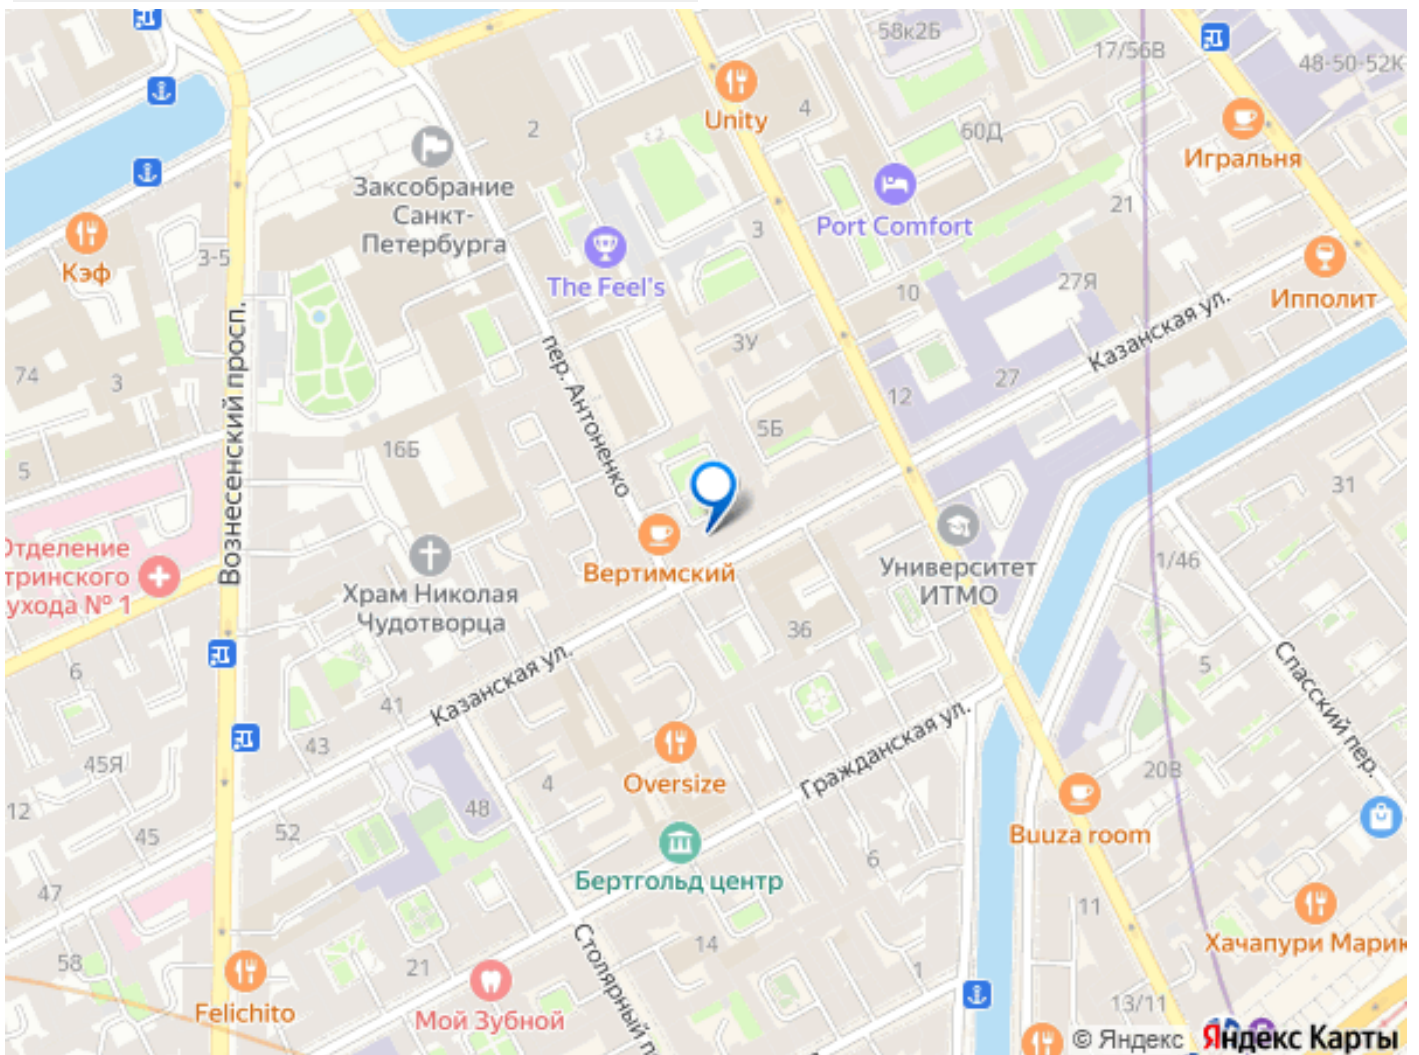 58к2Б
17/56В
48-50-52К
Unity
4
2
60Д
Игральня
Заксобрание
Санкт-
Петербурга
21
Port Comfort
3
3-5
Кэф
The Feel's
27Я
10
Ипполит
Казанская ул.
Вознесенский просп.
пер. Антоненко
3У
74
3
27
12
5Б
16Б
5
31
Отделение
тринского
ухода № 1
Вертимский
Университет
ИТМО
1/46
Храм Николая
Чудотворца
36
5
Спасский пер.
6
Казанская ул.
41
43
Гражданская ул.
45Я
Oversize
4
20В
12
48
45
52
Buuza room
Бертгольд центр
6
47
11
14
Хачапури Марик
58
21
1
Столярный п
Felichito
Мой Зубной
13/11
© Яндекс Яндекс Карты